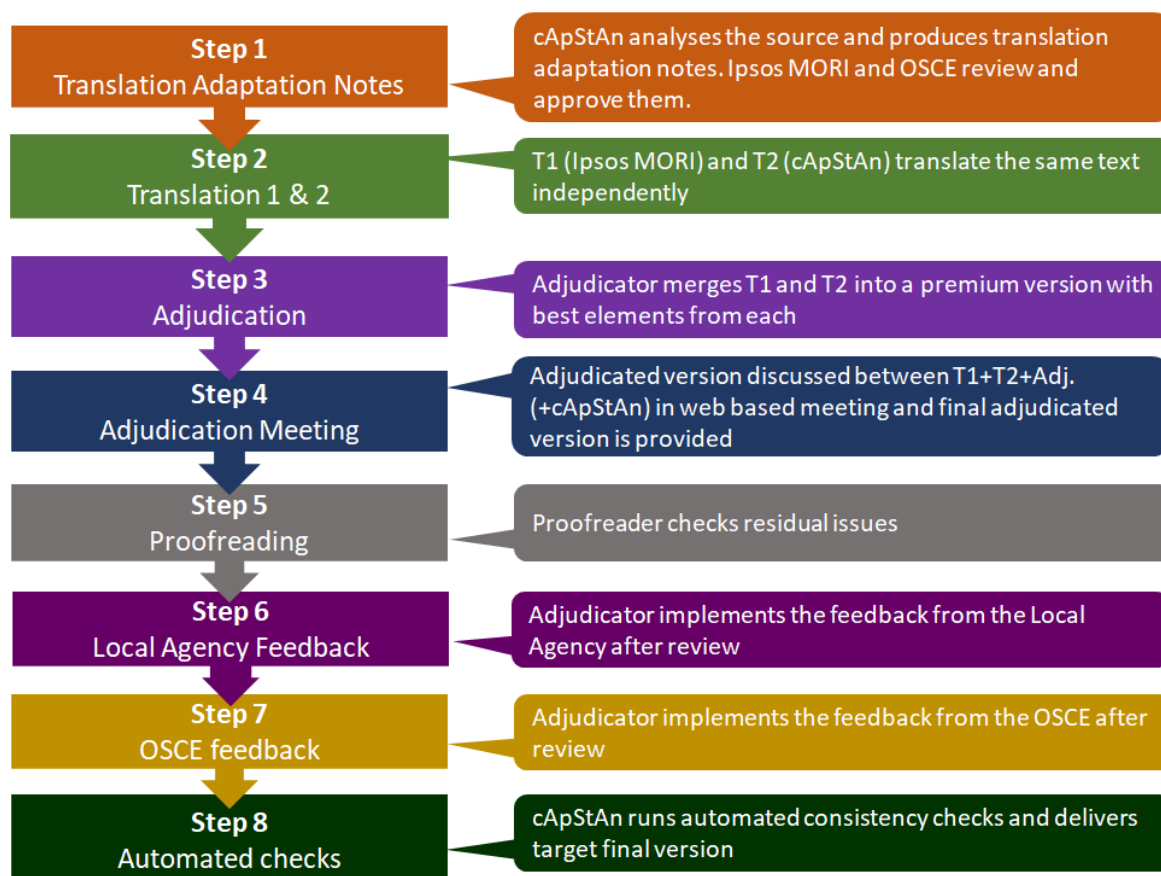 Step 1
Translation Adaptation Notes
cApStAn analyses the source and produces translation
adaptation notes. Ipsos MORI and OSCE review and
approve them.
Step 2
Translation 1 & 2
T1 (Ipsos MORI) and T2 (cApStAn) translate the same text
independently
Step 3
Adjudication
Adjudicator merges T1 and T2 into a premium version with
best elements from each
Step 4
Adjudication Meeting
Adjudicated version discussed between T1+T2+Adj.
(+cApStAn) in web based meeting and final adjudicated
version is provided
Step 5
Proofreading
Proofreader checks residual issues
Step 6
Local Agency Feedback
Adjudicator implements the feedback from the Local
Agency after review
Step 7
OSCE feedback
Adjudicator implements the feedback from the OSCE after
review
Step 8
Automated checks
cApStAn runs automated consistency checks and delivers
target final version